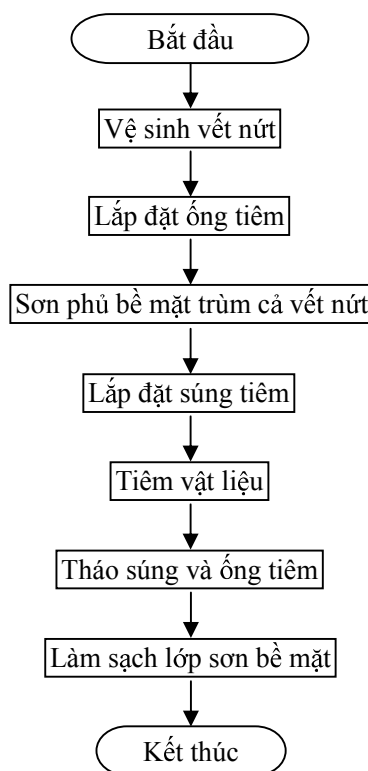 Bắt đầu
Vệ sinh vết nứt
Lắp đặt ống tiêm
Sơn phủ bề mặt trùm cả vết nứt
Lắp đặt súng tiêm
Tiêm vật liệu
Tháo súng và ống tiêm
Làm sạch lớp sơn bề mặt
Kết thúc